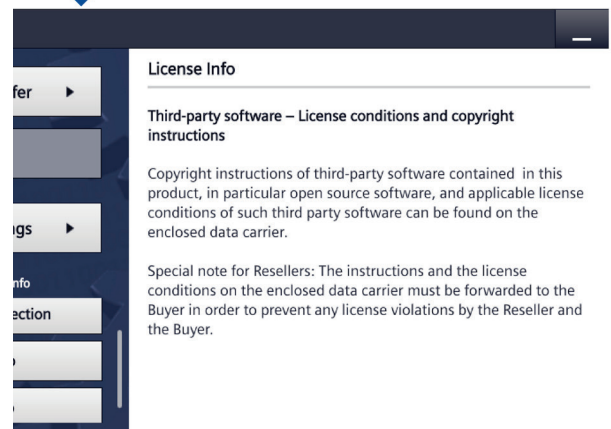 License Info
fer
Third-party software – License conditions and copyright
instructions
Copyright instructions of third-party software contained in this
product, in particular open source software, and applicable license
conditions of such third party software can be found on the
enclosed data carrier.
gs
Special note for Resellers: The instructions and the license
conditions on the enclosed data carrier must be forwarded to the
Buyer in order to prevent any license violations by the Reseller and
the Buyer.
nfo
ection